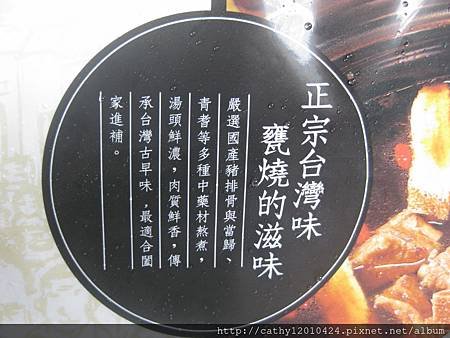 正宗台灣味
甕燒的滋味
嚴選國產豬排骨與當歸、
青耆等多種中藥材熬煮，
湯頭鮮濃，肉質鮮香，傳
承台灣古早味，最適合闔
家進補。
http://cathy12010424.pixnet.net/album